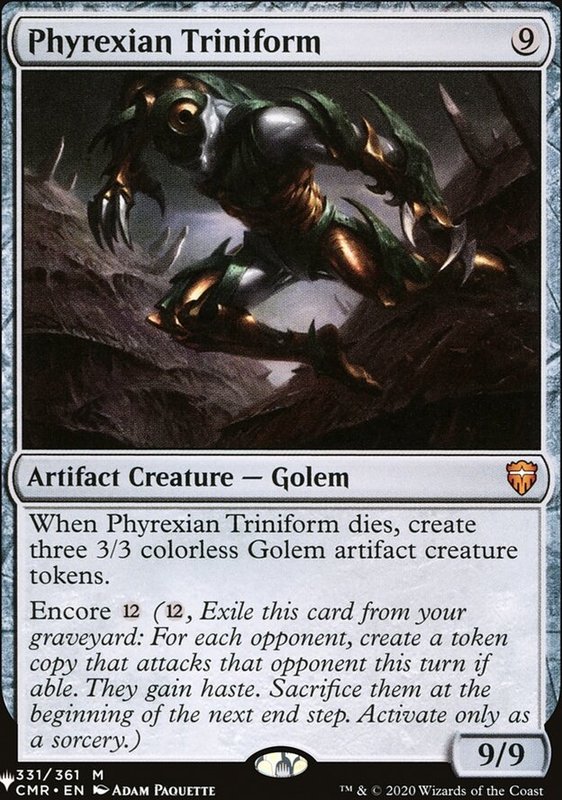 Phyrexian Triniform 9
Artifact Creature — Golem
When Phyrexian Triniform dies, create
three 3/3 colorless Golem artifact creature
tokens.
Encore 12 (12, Exile this card from your
graveyard: For each opponent, create a token
copy that attacks that opponent this turn if
able. They gain haste. Sacrifice them at the
beginning of the next end step. Activate only as
a sorcery.)
9/9
331/361 M
CMR • EN Adam Paquette
™ & © 2020 Wizards of the Coast